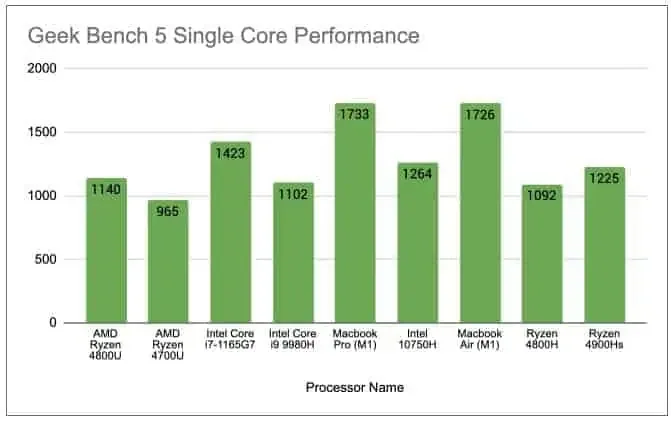 Geek Bench 5 Single Core Performance
2000
1500
1000
500
0
1140
965
1423
1102
1733
1264
1726
1092
1225
AMD
Ryzen
4800U
AMD
Ryzen
4700U
Intel Core
i7-1165G7
Intel Core
i9 9980H
Macbook
Pro (M1)
Intel
10750H
Macbook
Air (M1)
Ryzen
4800H
Ryzen
4900Hs
Processor Name